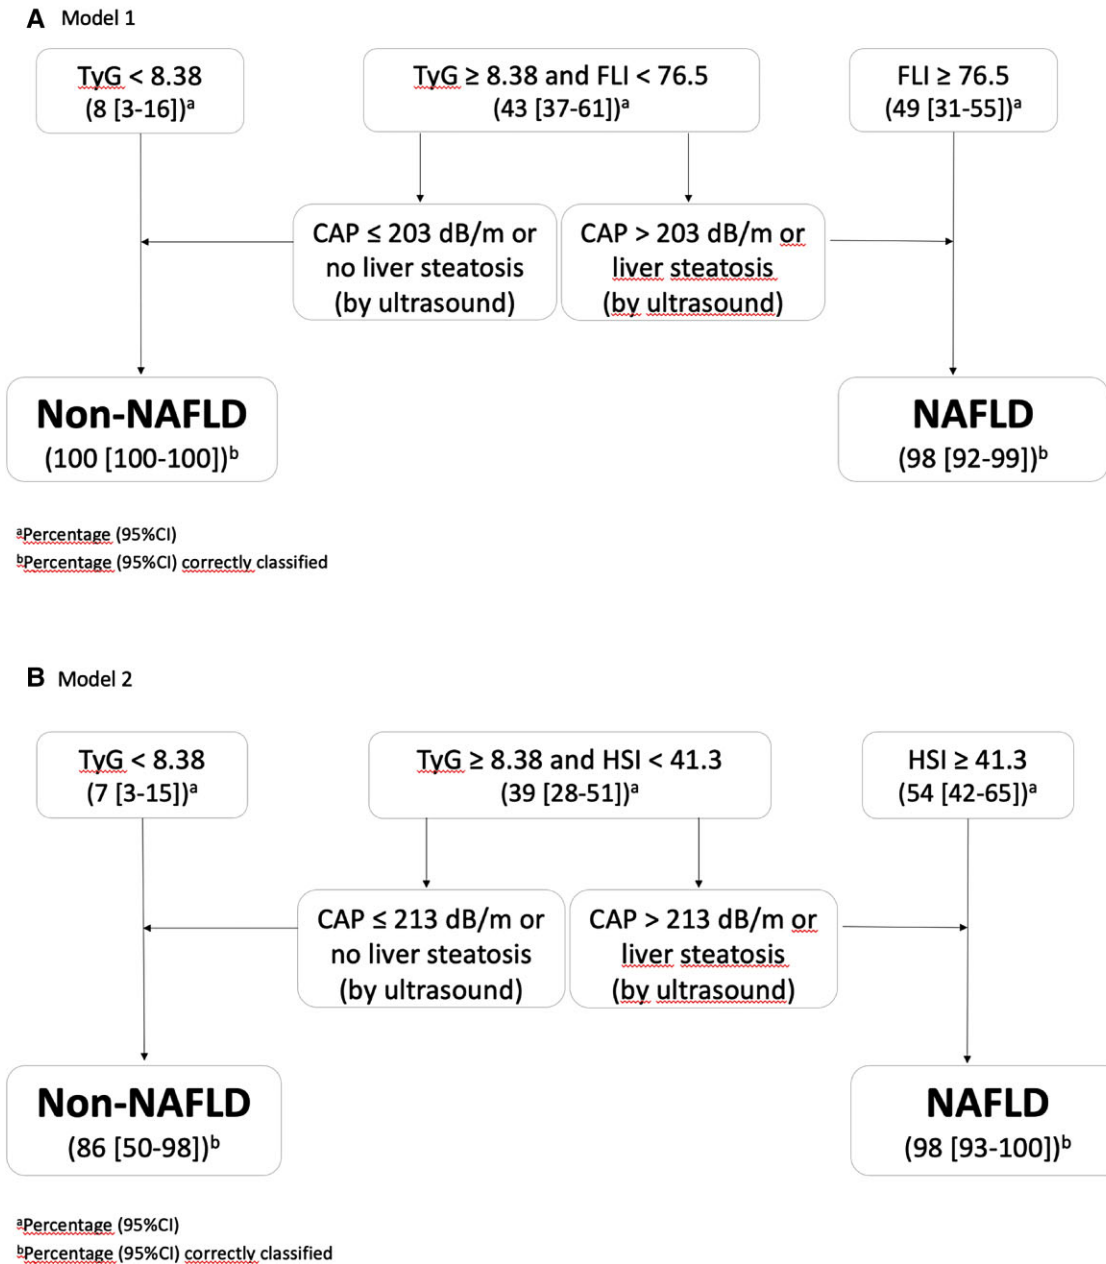 A Model 1
TyG < 8.38
(8 [3-16])ᵃ
TyG ≥ 8.38 and FLI < 76.5
(43 [37-61])ᵃ
FLI ≥ 76.5
(49 [31-55])ᵃ
CAP ≤ 203 dB/m or
no liver steatosis
(by ultrasound)
CAP > 203 dB/m or
liver steatosis
(by ultrasound)
Non-NAFLD
(100 [100-100])ᵇ
NAFLD
(98 [92-99])ᵇ
ᵃPercentage (95%CI)
ᵇPercentage (95%CI) correctly classified
B Model 2
TyG < 8.38
(7 [3-15])ᵃ
TyG ≥ 8.38 and HSI < 41.3
(39 [28-51])ᵃ
HSI ≥ 41.3
(54 [42-65])ᵃ
CAP ≤ 213 dB/m or
no liver steatosis
(by ultrasound)
CAP > 213 dB/m or
liver steatosis
(by ultrasound)
Non-NAFLD
(86 [50-98])ᵇ
NAFLD
(98 [93-100])ᵇ
ᵃPercentage (95%CI)
ᵇPercentage (95%CI) correctly classified